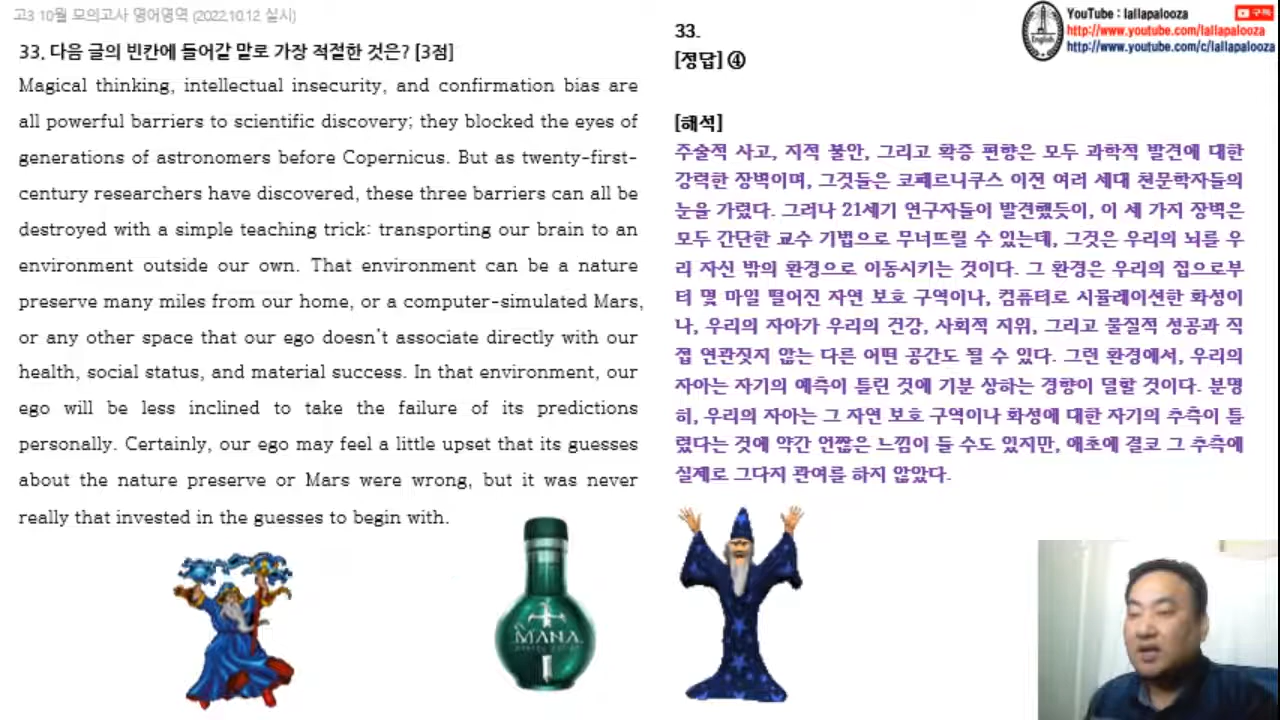 고3 10월 모의고사 영어영역 (2022.10.12 실시)
33. 다음 글의 빈칸에 들어갈 말로 가장 적절한 것은? [3점]
Magical thinking, intellectual insecurity, and confirmation bias are
all powerful barriers to scientific discovery; they blocked the eyes of
generations of astronomers before Copernicus. But as twenty-first-
century researchers have discovered, these three barriers can all be
destroyed with a simple teaching trick: transporting our brain to an
environment outside our own. That environment can be a nature
preserve many miles from our home, or a computer-simulated Mars,
or any other space that our ego doesn't associate directly with our
health, social status, and material success. In that environment, our
ego will be less inclined to take the failure of its predictions
personally. Certainly, our ego may feel a little upset that its guesses
about the nature preserve or Mars were wrong, but it was never
really that invested in the guesses to begin with.
MANA
33.
[정답] ④
[해석]
주술적 사고, 지적 불안, 그리고 확증 편향은 모두 과학적 발견에 대한
강력한 장벽이며, 그것들은 코페르니쿠스 이전 여러 세대 천문학자들의
눈을 가렸다. 그러나 21세기 연구자들이 발견했듯이, 이 세 가지 장벽은
모두 간단한 교수 기법으로 무너뜨릴 수 있는데, 그것은 우리의 뇌를 우
리 자신 밖의 환경으로 이동시키는 것이다. 그 환경은 우리의 집으로부
터 몇 마일 떨어진 자연 보호 구역이나, 컴퓨터로 시뮬레이션한 화성이
나, 우리의 자아가 우리의 건강, 사회적 지위, 그리고 물질적 성공과 직
접 연관짓지 않는 다른 어떤 공간도 될 수 있다. 그런 환경에서, 우리의
자아는 자기의 예측이 틀린 것에 기분 상하는 경향이 덜할 것이다. 분명
히, 우리의 자아는 그 자연 보호 구역이나 화성에 대한 자기의 추측이 틀
렸다는 것에 약간 언짢은 느낌이 들 수도 있지만, 애초에 결코 그 추측에
실제로 그다지 관여를 하지 않았다.
English
YouTube : lallapalooza
구독
http://www.youtube.com/lallapalooza
http://www.youtube.com/c/lallapalooza